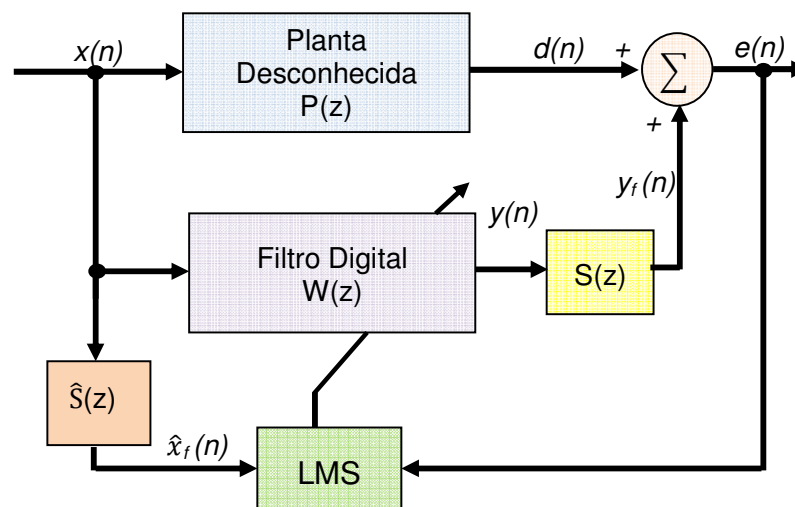 x(n)
Planta
Desconhecida
P(z)
d(n)
+
∑
e(n)
+
y_f(n)
y(n)
Filtro Digital
W(z)
S(z)
Ŝ(z)
x̂_f(n)
LMS